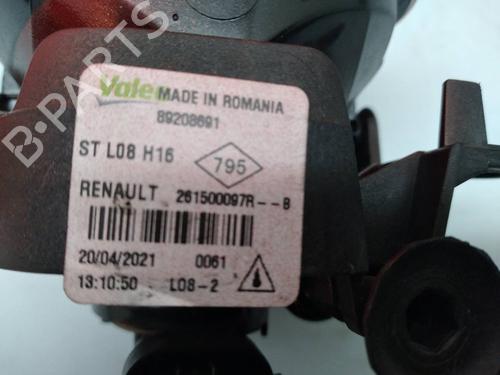 Valeo MADE IN ROMANIA
89208691
ST L08 H16 795
RENAULT 261500097R--B
20/04/2021 0061
13:10:50 L08-2
B-PARTS